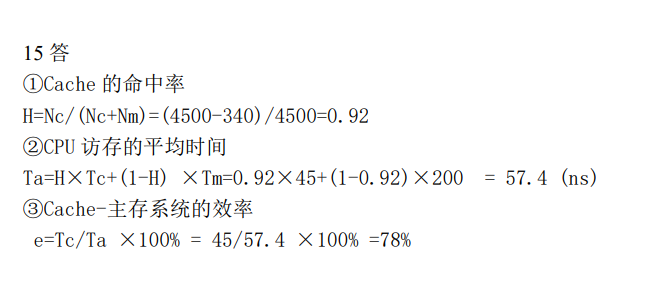 15 答
①Cache 的命中率
H=Nc/(Nc+Nm)=(4500-340)/4500=0.92
②CPU 访存的平均时间
Ta=H×Tc+(1-H) ×Tm=0.92×45+(1-0.92)×200 = 57.4 (ns)
③Cache-主存系统的效率
e=Tc/Ta ×100% = 45/57.4 ×100% =78%